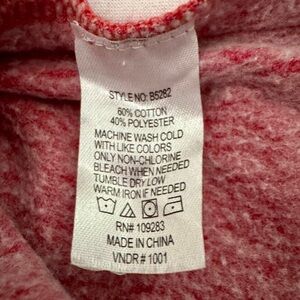 STYLE NO: B5282
60% COTTON
40% POLYESTER
MACHINE WASH COLD
WITH LIKE COLORS
ONLY NON-CHLORINE
BLEACH WHEN NEEDED
TUMBLE DRY LOW
WARM IRON IF NEEDED
RN# 109283
MADE IN CHINA
VNDR # 1001